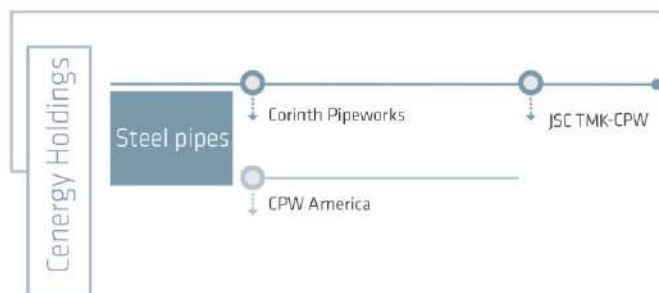 Cenergy Holdings
Steel pipes
Corinth Pipeworks
JSC TMK-CPW
CPW America